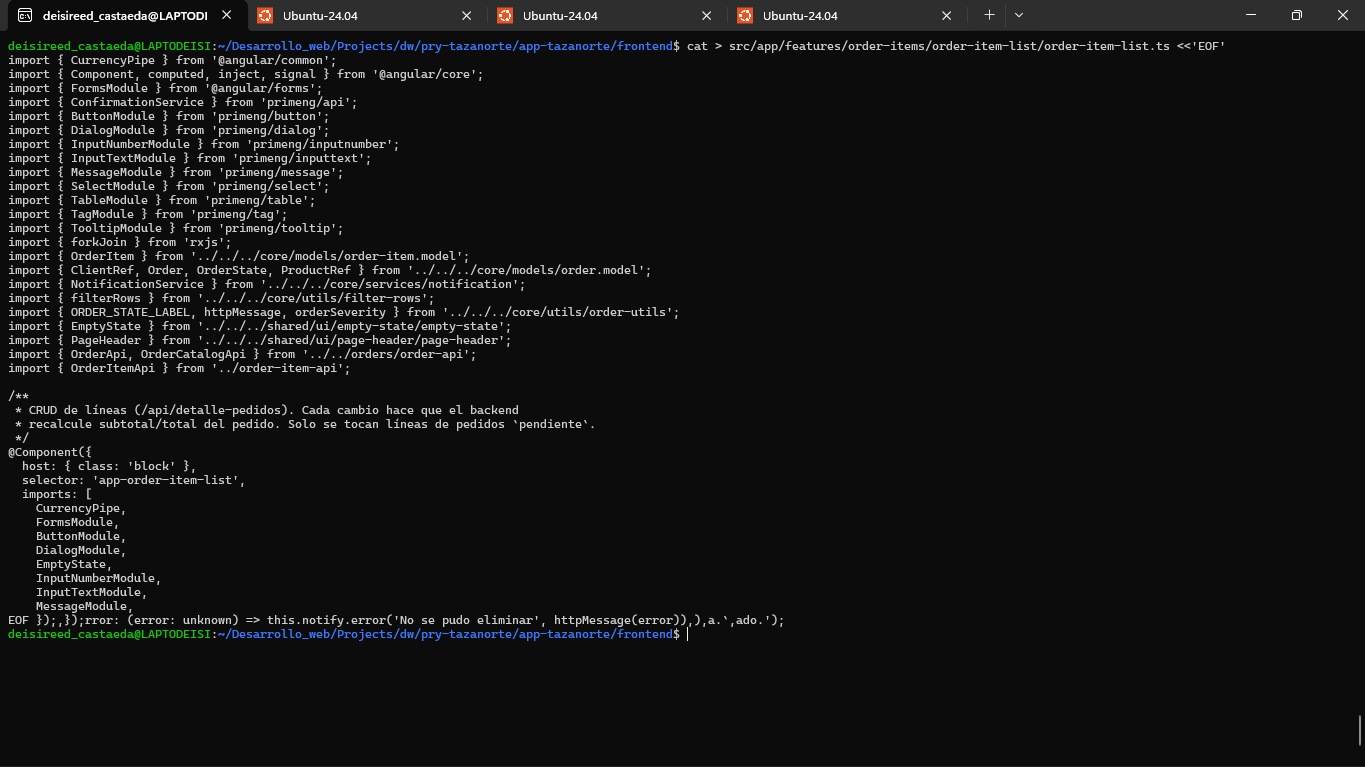 deisireed_castaeda@LAPTODI
Ubuntu-24.04
Ubuntu-24.04
Ubuntu-24.04
deisireed_castaeda@LAPTODEISI:~/Desarrollo_web/Projects/dw/pry-tazanorte/app-tazanorte/frontend$ cat > src/app/features/order-items/order-item-list/order-item-list.ts <<'EOF'
import { CurrencyPipe } from '@angular/common';
import { Component, computed, inject, signal } from '@angular/core';
import { FormsModule } from '@angular/forms';
import { ConfirmationService } from 'primeng/api';
import { ButtonModule } from 'primeng/button';
import { DialogModule } from 'primeng/dialog';
import { InputNumberModule } from 'primeng/inputnumber';
import { InputTextModule } from 'primeng/inputtext';
import { MessageModule } from 'primeng/message';
import { SelectModule } from 'primeng/select';
import { TableModule } from 'primeng/table';
import { TagModule } from 'primeng/tag';
import { TooltipModule } from 'primeng/tooltip';
import { forkJoin } from 'rxjs';
import { OrderItem } from '../../../core/models/order-item.model';
import { ClientRef, Order, OrderState, ProductRef } from '../../../core/models/order.model';
import { NotificationService } from '../../../core/services/notification';
import { filterRows } from '../../../core/utils/filter-rows';
import { ORDER_STATE_LABEL, httpMessage, orderSeverity } from '../../../core/utils/order-utils';
import { EmptyState } from '../../../shared/ui/empty-state/empty-state';
import { PageHeader } from '../../../shared/ui/page-header/page-header';
import { OrderApi, OrderCatalogApi } from '../../orders/order-api';
import { OrderItemApi } from '../order-item-api';

/**
 * CRUD de líneas (/api/detalle-pedidos). Cada cambio hace que el backend
 * recalcule subtotal/total del pedido. Solo se tocan líneas de pedidos `pendiente`.
 */
@Component({
  host: { class: 'block' },
  selector: 'app-order-item-list',
  imports: [
    CurrencyPipe,
    FormsModule,
    ButtonModule,
    DialogModule,
    EmptyState,
    InputNumberModule,
    InputTextModule,
    MessageModule,
EOF });,});rror: (error: unknown) => this.notify.error('No se pudo eliminar', httpMessage(error)),),a.`,ado.');
deisireed_castaeda@LAPTODEISI:~/Desarrollo_web/Projects/dw/pry-tazanorte/app-tazanorte/frontend$